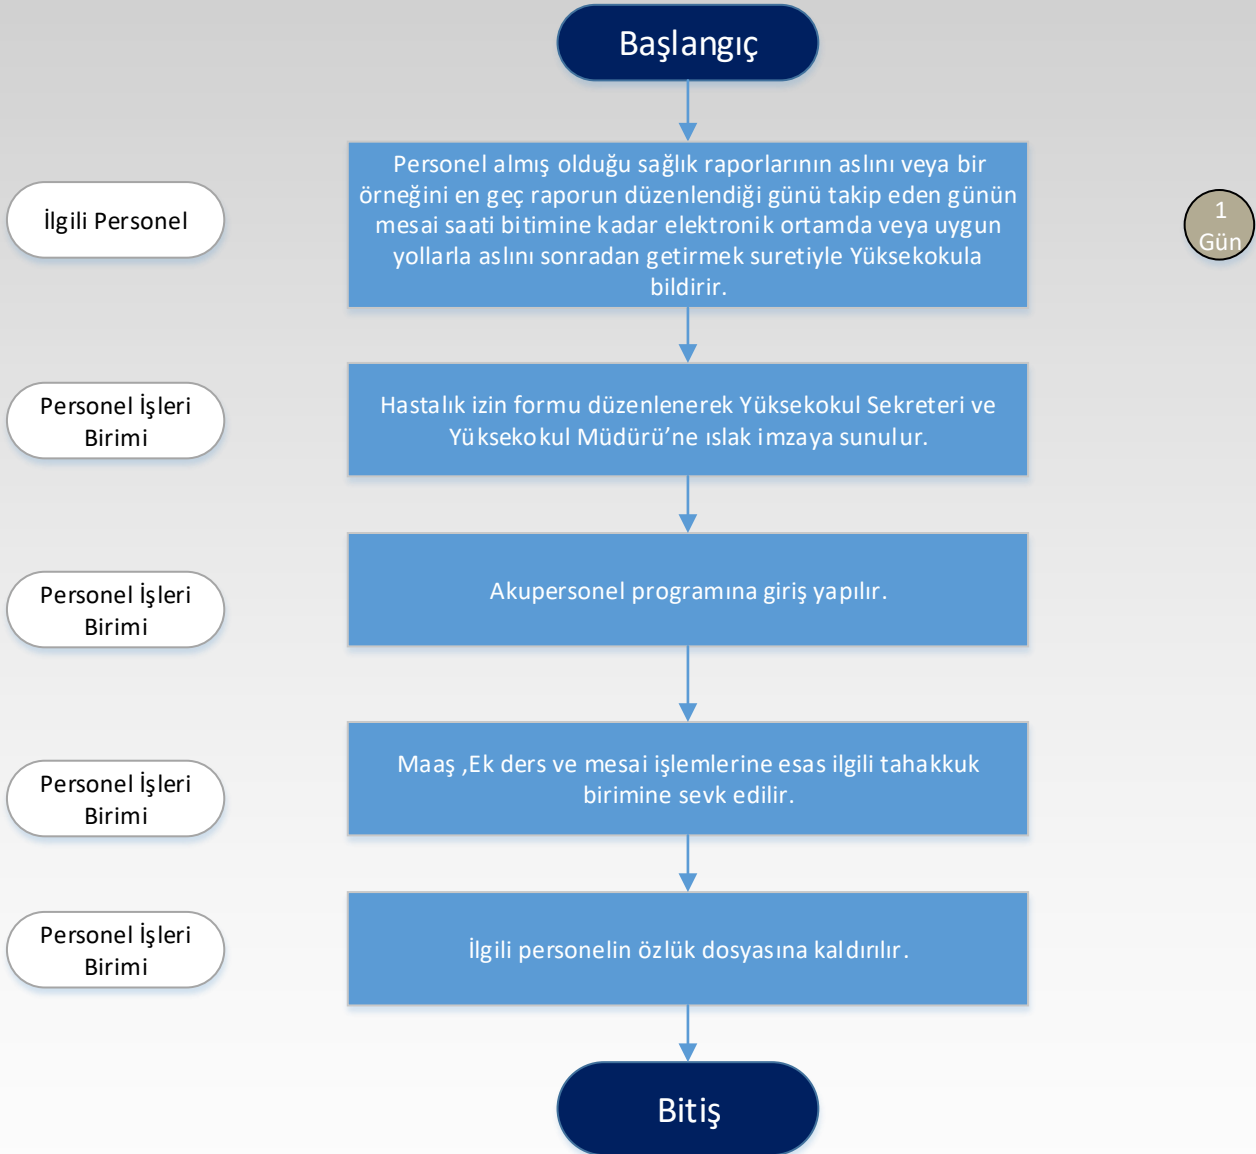 Başlangıç
İlgili Personel
Personel almış olduğu sağlık raporlarının aslını veya bir
örneğini en geç raporun düzenlendiği günü takip eden günün
mesai saati bitimine kadar elektronik ortamda veya uygun
yollarla aslını sonradan getirmek suretiyle Yüksekokula
bildirir.
1
Gün
Personel İşleri
Birimi
Hastalık izin formu düzenlenerek Yüksekokul Sekreteri ve
Yüksekokul Müdürü’ne ıslak imzaya sunulur.
Personel İşleri
Birimi
Akupersonel programına giriş yapılır.
Personel İşleri
Birimi
Maaş ,Ek ders ve mesai işlemlerine esas ilgili tahakkuk
birimine sevk edilir.
Personel İşleri
Birimi
İlgili personelin özlük dosyasına kaldırılır.
Bitiş